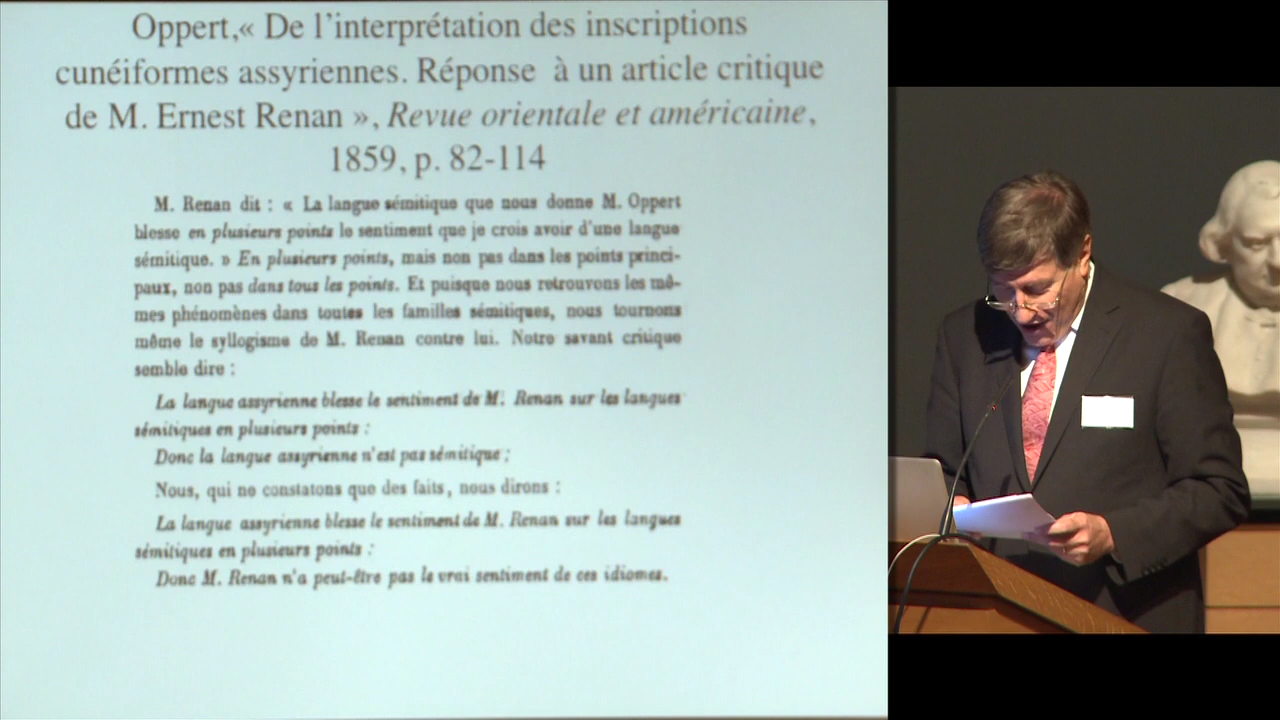 Oppert,« De l'interprétation des inscriptions
cunéiformes assyriennes. Réponse à un article critique
de M. Ernest Renan », Revue orientale et américaine,
1859, p. 82-114
M. Renan dit : « La langue sémitique que nous donne M. Oppert
blesse en plusieurs points le sentiment que je crois avoir d'une langue
sémitique. » En plusieurs points, mais non pas dans les points princi-
paux, non pas dans tous les points. Et puisque nous retrouvons les mê-
mes phénomènes dans toutes les familles sémitiques, nous tournons
même le syllogisme de M. Renan contre lui. Notre savant critique
semble dire :
La langue assyrienne blesse le sentiment de M. Renan sur les langues
sémitiques en plusieurs points :
Donc la langue assyrienne n'est pas sémitique ;
Nous, qui ne constatons que des faits, nous dirons :
La langue assyrienne blesse le sentiment de M. Renan sur les langues
sémitiques en plusieurs points :
Donc M. Renan n'a peut-être pas le vrai sentiment de ces idiomes.